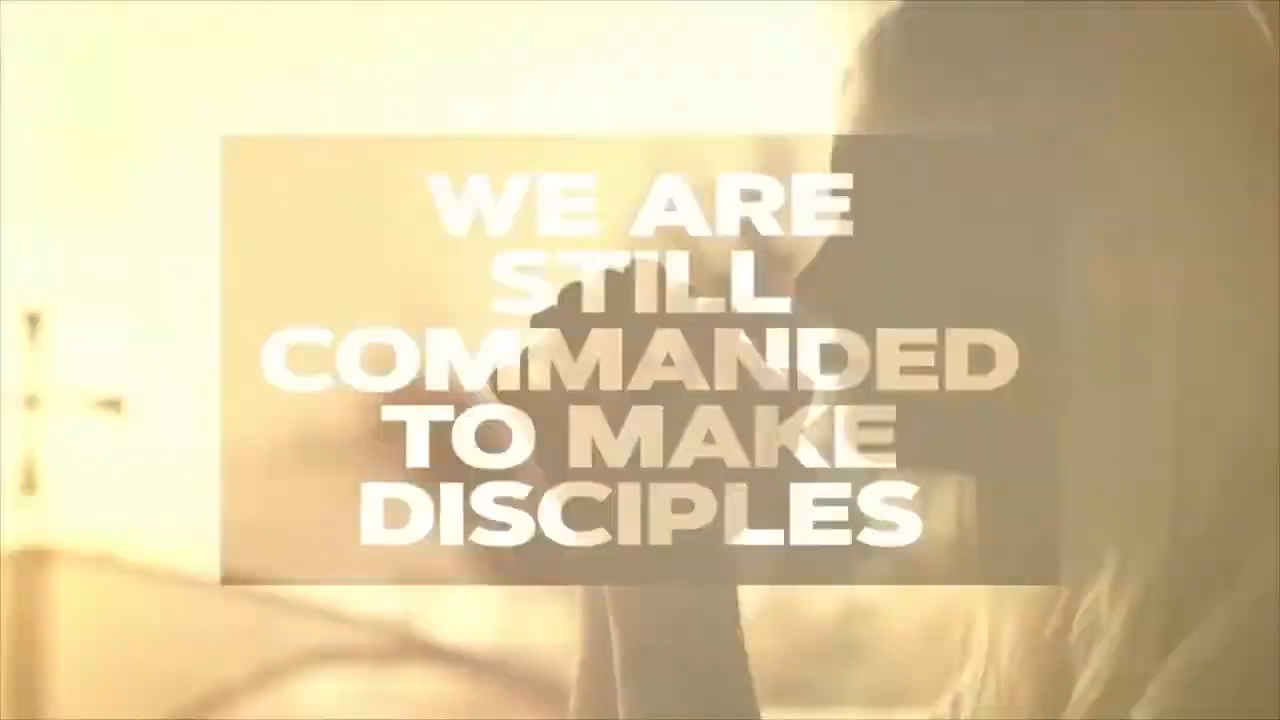 WE ARE
STILL
COMMANDED
TO MAKE
DISCIPLES